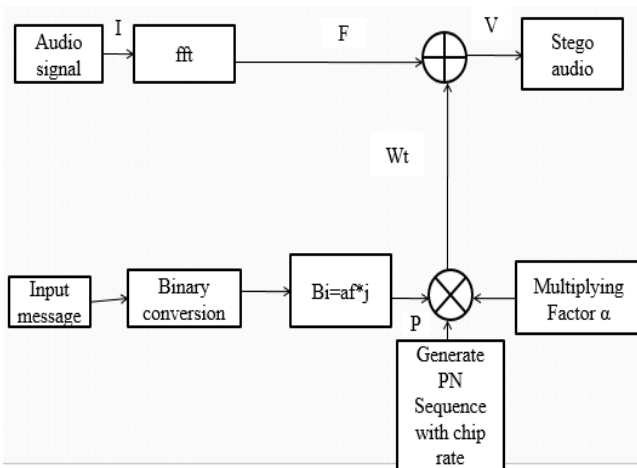 I
F
V
Audio
signal
fft
Stego
audio
Wt
Input
message
Binary
conversion
Bi=af*j
P
Multiplying
Factor α
Generate
PN
Sequence
with chip
rate